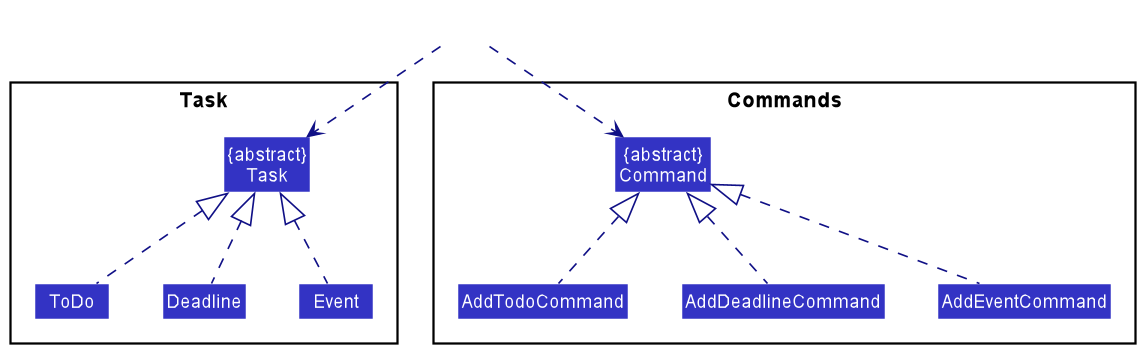 Task
Commands
{abstract}
Task
{abstract}
Command
ToDo
Deadline
Event
AddTodoCommand
AddDeadlineCommand
AddEventCommand